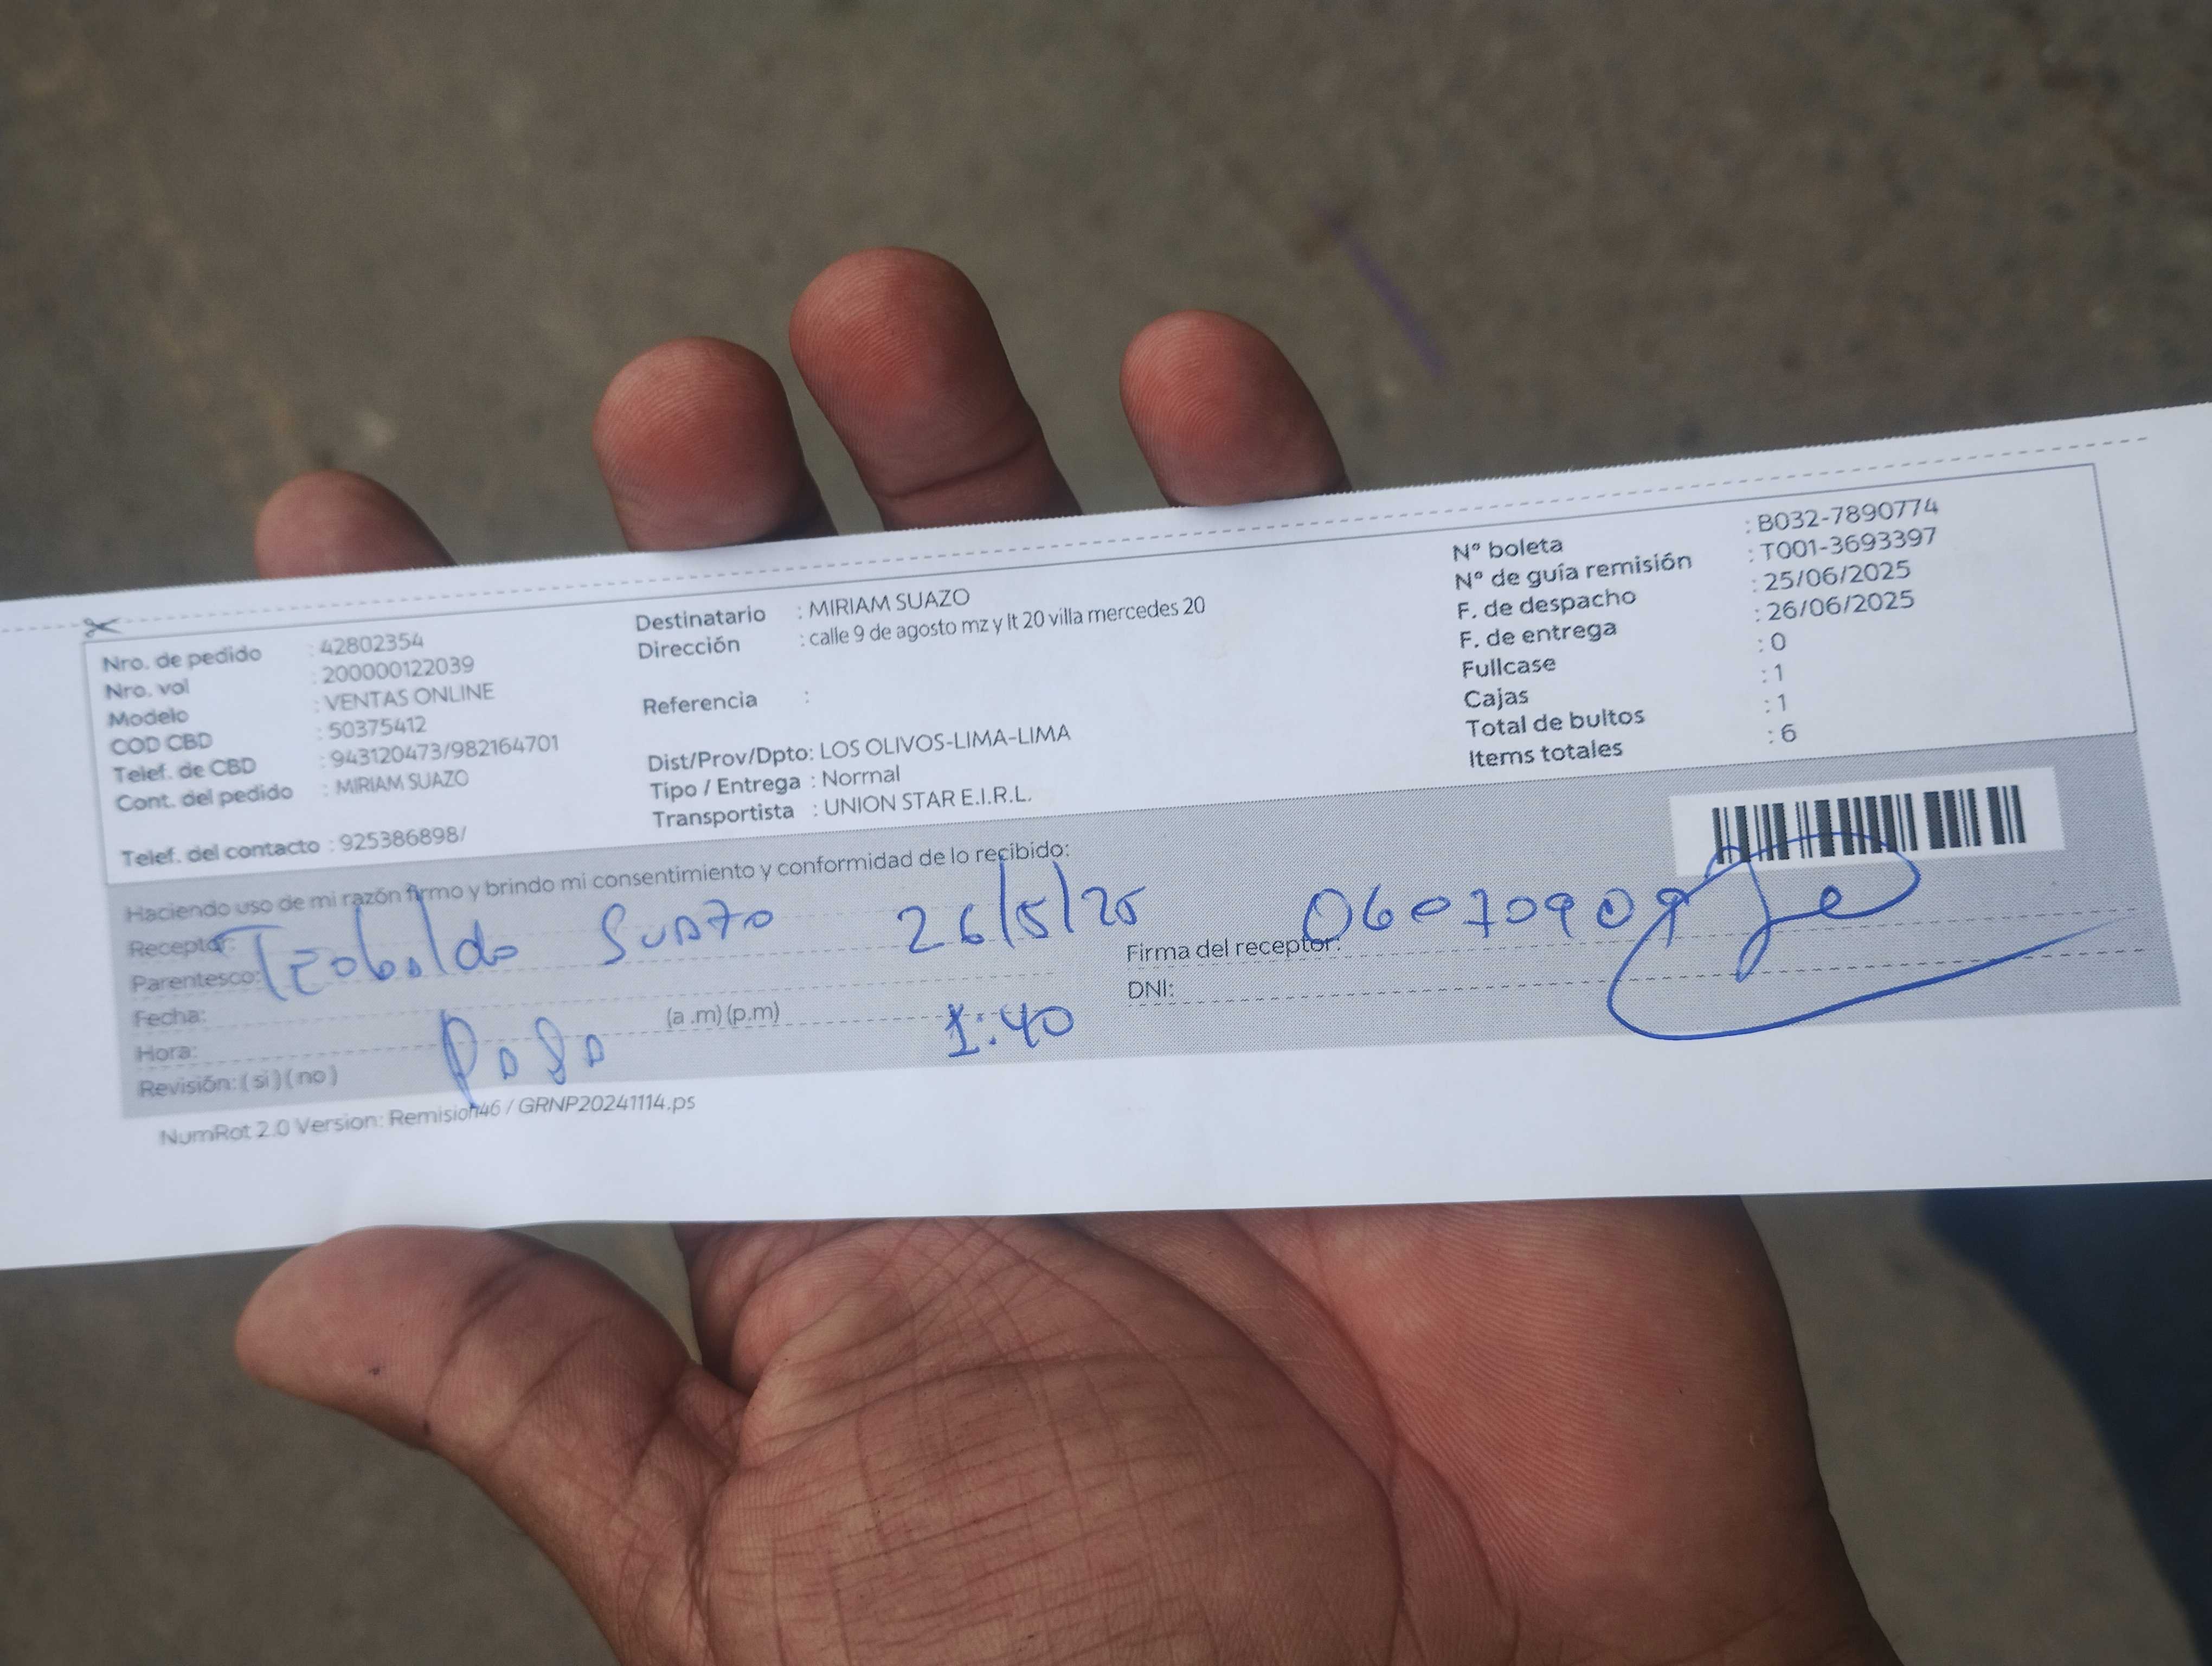 Nro. de pedido : 42802354
Nro. vol : 200000122039
Modelo : VENTAS ONLINE
COD CBD : 50375412
Telef. de CBD : 943120473/982164701
Cont. del pedido : MIRIAM SUAZO
Telef. del contacto : 925386898/
Destinatario : MIRIAM SUAZO
Dirección : calle 9 de agosto mz y lt 20 villa mercedes 20
Referencia :
Dist/Prov/Dpto: LOS OLIVOS-LIMA-LIMA
Tipo / Entrega : Normal
Transportista : UNION STAR E.I.R.L.
N° boleta : B032-7890774
N° de guía remisión : T001-3693397
F. de despacho : 25/06/2025
F. de entrega : 26/06/2025
Fullcase : 0
Cajas : 1
Total de bultos : 1
Items totales : 6
Haciendo uso de mi razón firmo y brindo mi consentimiento y conformidad de lo recibido:
Receptor: Teobaldo Suazo 26/5/25
Parentesco:
Fecha:
Hora: (a .m) (p.m) 1:40
Revisión: ( si ) ( no ) Papa
Firma del receptor: 06070909
DNI:
NumRot 2.0 Version: Remision46 / GRNP20241114.ps